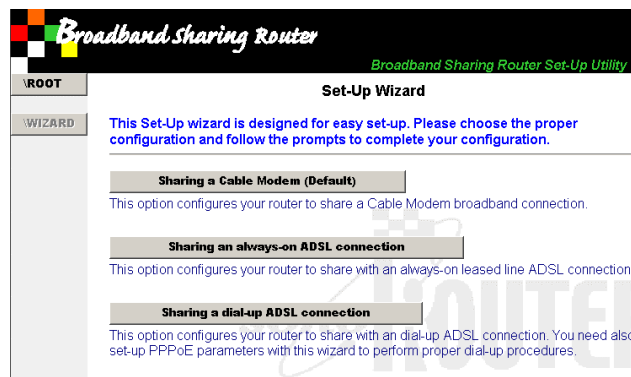 Broadband Sharing Router
Broadband Sharing Router Set-Up Utility
\ROOT
Set-Up Wizard
\WIZARD
This Set-Up wizard is designed for easy set-up. Please choose the proper
configuration and follow the prompts to complete your configuration.
Sharing a Cable Modem (Default)
This option configures your router to share a Cable Modem broadband connection.
Sharing an always-on ADSL connection
This option configures your router to share with an always-on leased line ADSL connection
Sharing a dial-up ADSL connection
This option configures your router to share with an dial-up ADSL connection. You need also
set-up PPPoE parameters with this wizard to perform proper dial-up procedures.